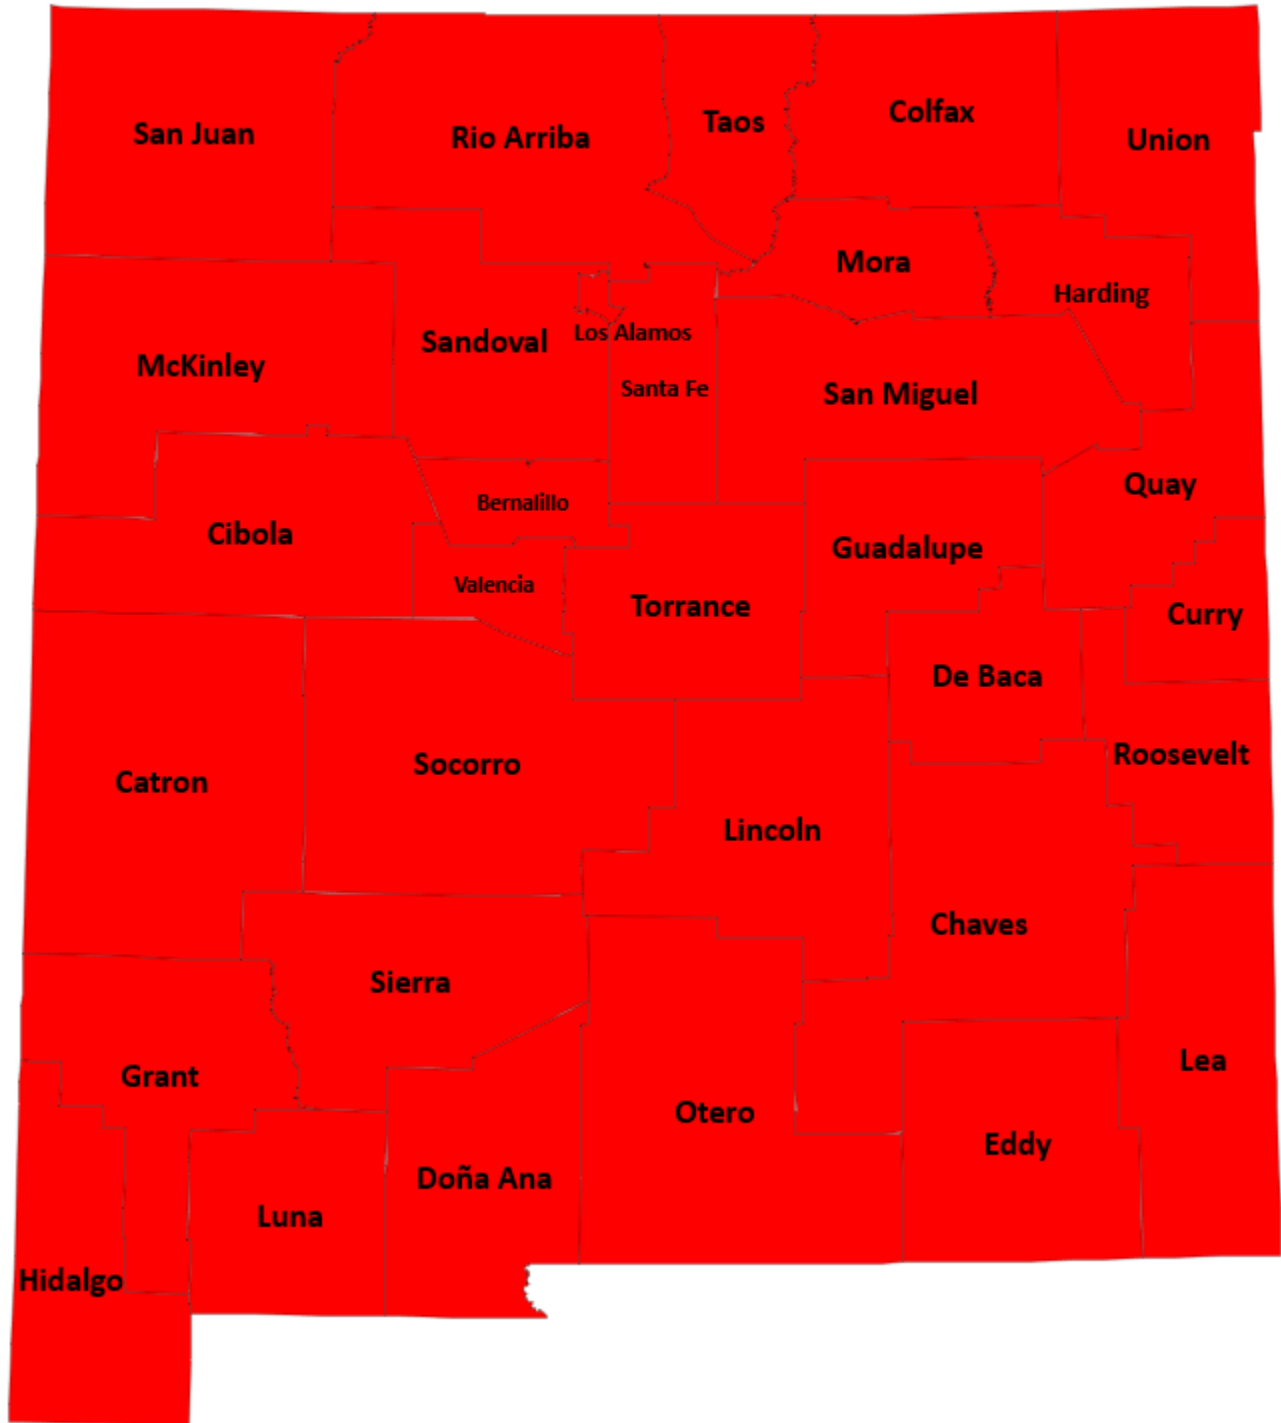 San Juan
Rio Arriba
Taos
Colfax
Union
Mora
Harding
McKinley
Sandoval
Los Alamos
Santa Fe
San Miguel
Cibola
Bernalillo
Quay
Valencia
Guadalupe
Torrance
Curry
De Baca
Catron
Socorro
Roosevelt
Lincoln
Chaves
Sierra
Grant
Lea
Otero
Eddy
Doña Ana
Luna
Hidalgo